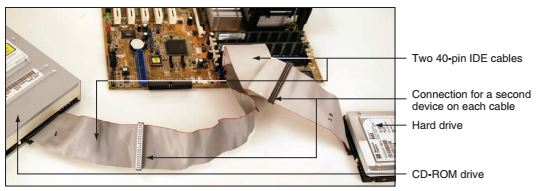 Two 40-pin IDE cables
Connection for a second
device on each cable
Hard drive
CD-ROM drive